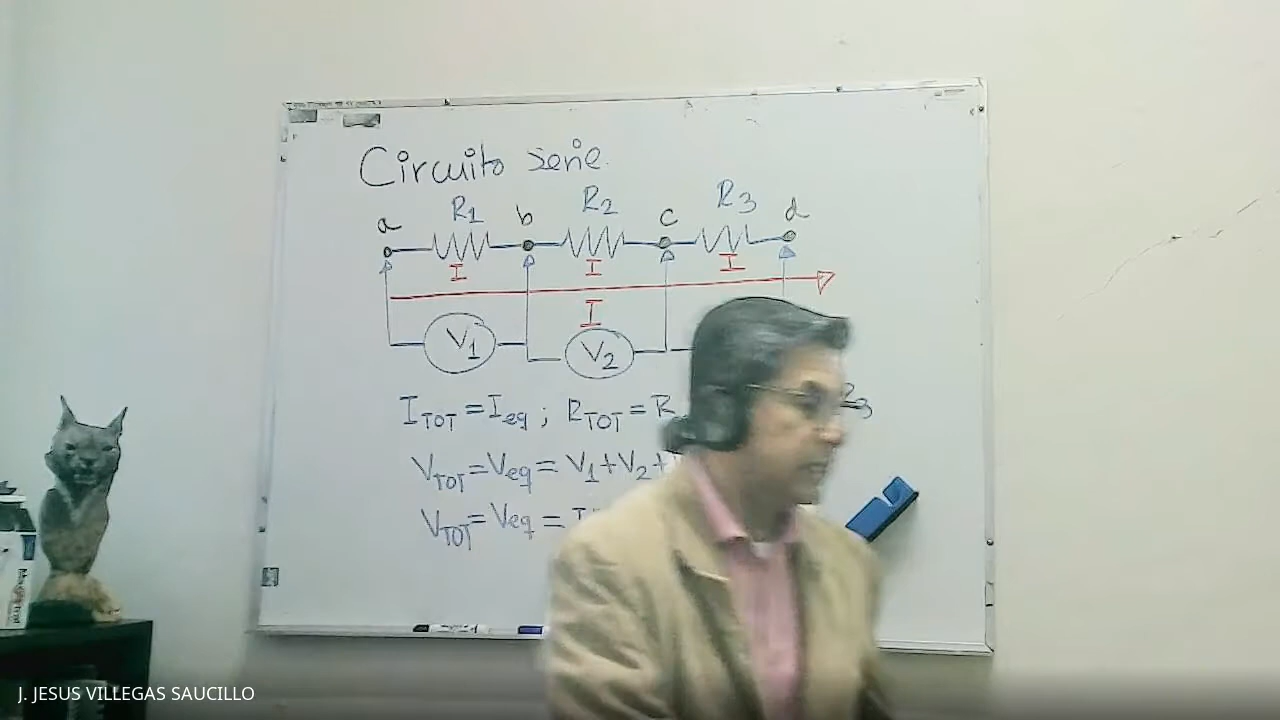 Circuito serie.
a R1 b R2 c R3 d
I I I
I
V1 V2
ITOT = Ieq ; RTOT = R
VTOT = Veq = V1 + V2 +
VTOT = Veq = I
J. JESUS VILLEGAS SAUCILLO